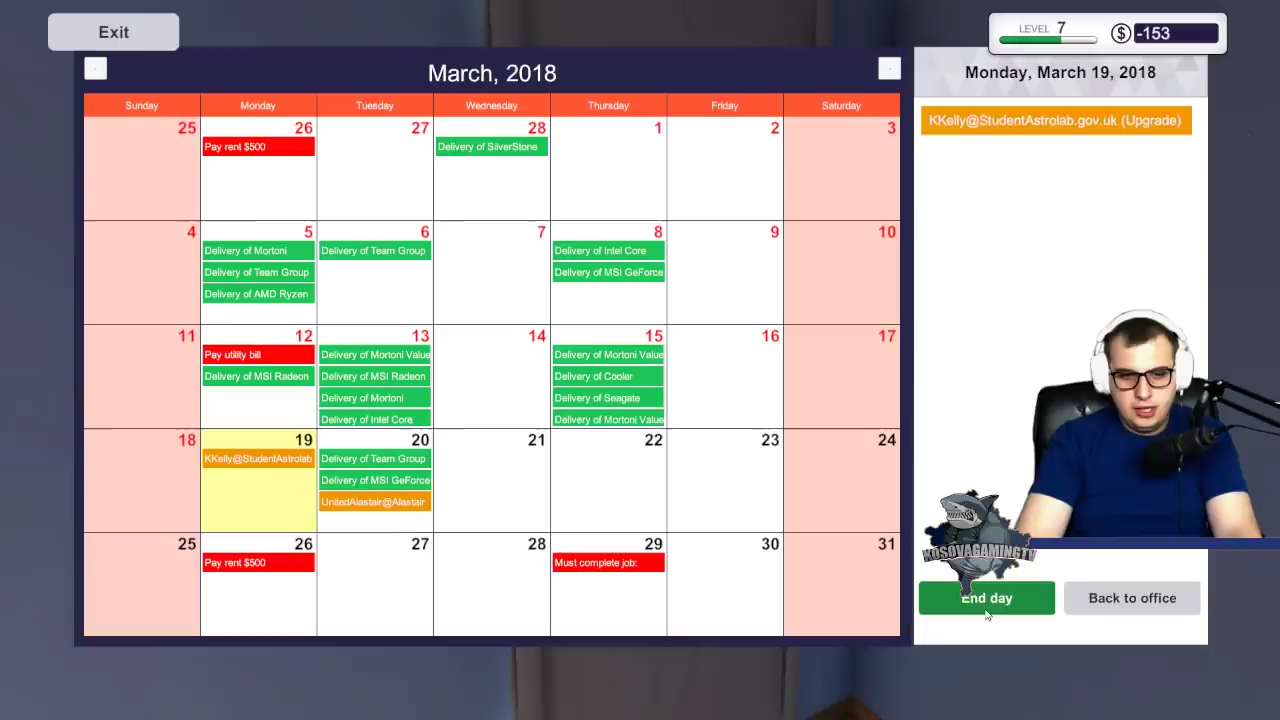 Exit
LEVEL 7
$ -153
March, 2018
Monday, March 19, 2018
Sunday Monday Tuesday Wednesday Thursday Friday Saturday
KKelly@StudentAstrolab.gov.uk (Upgrade)
25 26 27 28 1 2 3
Pay rent $500
Delivery of SilverStone
4 5 6 7 8 9 10
Delivery of Mortoni
Delivery of Team Group
Delivery of Intel Core
Delivery of Team Group
Delivery of MSI GeForce
Delivery of AMD Ryzen
11 12 13 14 15 16 17
Pay utility bill
Delivery of Mortoni Value
Delivery of Mortoni Value
Delivery of MSI Radeon
Delivery of MSI Radeon
Delivery of Cooler
Delivery of Mortoni
Delivery of Seagate
Delivery of Intel Core
Delivery of Mortoni Value
18 19 20 21 22 23 24
KKelly@StudentAstrolab
Delivery of Team Group
Delivery of MSI GeForce
UnitedAlastair@Alastair
25 26 27 28 29 30 31
Pay rent $500
Must complete job:
KOSOVAGAMINGTV
End day
Back to office